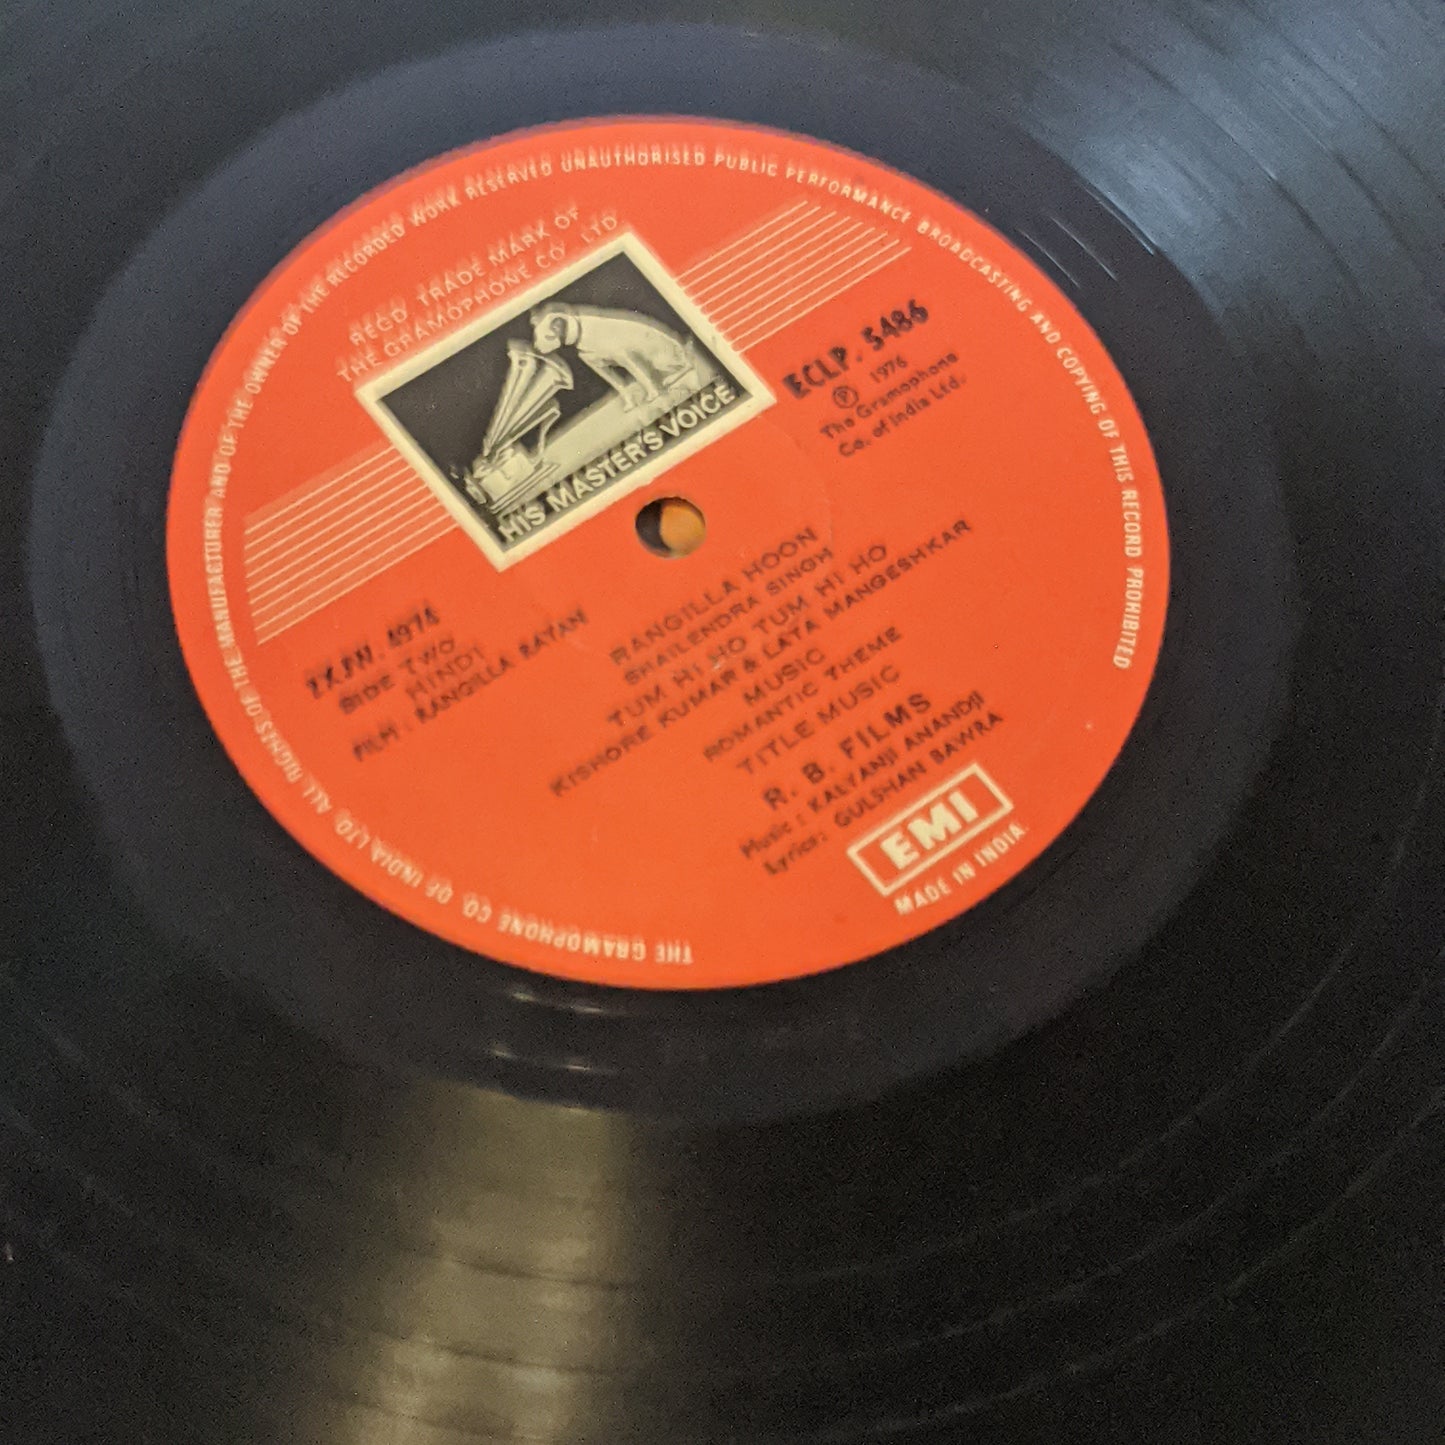 THE GRAMOPHONE CO. OF INDIA. LTD. ALL RIGHTS OF THE MANUFACTURER AND OF THE OWNER OF THE RECORDED WORK RESERVED UNAUTHORISED PUBLIC PERFORMANCE BROADCASTING AND COPYING OF THIS RECORD PROHIBITED
REGD TRADE MARK OF
THE GRAMOPHONE CO. LTD.
HIS MASTER'S VOICE
ECLP. 5486
℗ 1976
The Gramophone
Co. of India Ltd.
SIDE TWO
HINDI
FILM : RANGILLA RATAN
RANGILLA HOON
SHAILENDRA SINGH
TUM HI HO TUM HI HO
KISHORE KUMAR & LATA MANGESHKAR
MUSIC
ROMANTIC THEME
TITLE MUSIC
R. B. FILMS
Music : KALYANJI ANANDJI
Lyrics: GULSHAN BAWRA
EMI
MADE IN INDIA.